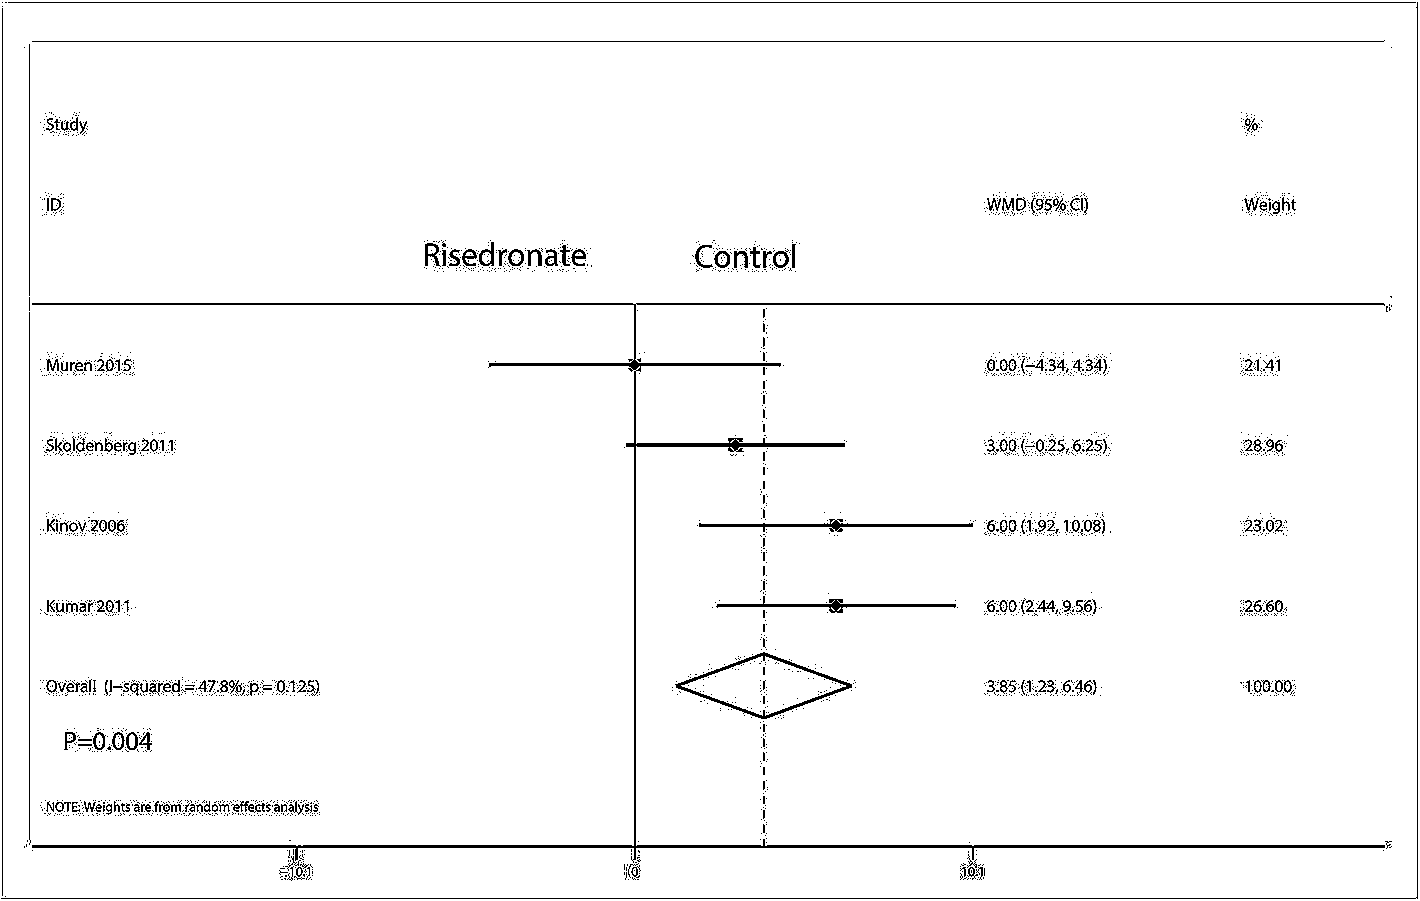 Study %
ID WMD (95% CI) Weight
Risedronate Control
Muren 2015 0.00 (−4.34, 4.34) 21.41
Skoldenberg 2011 3.00 (−0.25, 6.25) 28.96
Kinov 2006 6.00 (1.92, 10.08) 23.02
Kumar 2011 6.00 (2.44, 9.56) 26.60
Overall (I−squared = 47.8%, p = 0.125) 3.85 (1.23, 6.46) 100.00
P=0.004
NOTE: Weights are from random effects analysis
−10.1 0 10.1